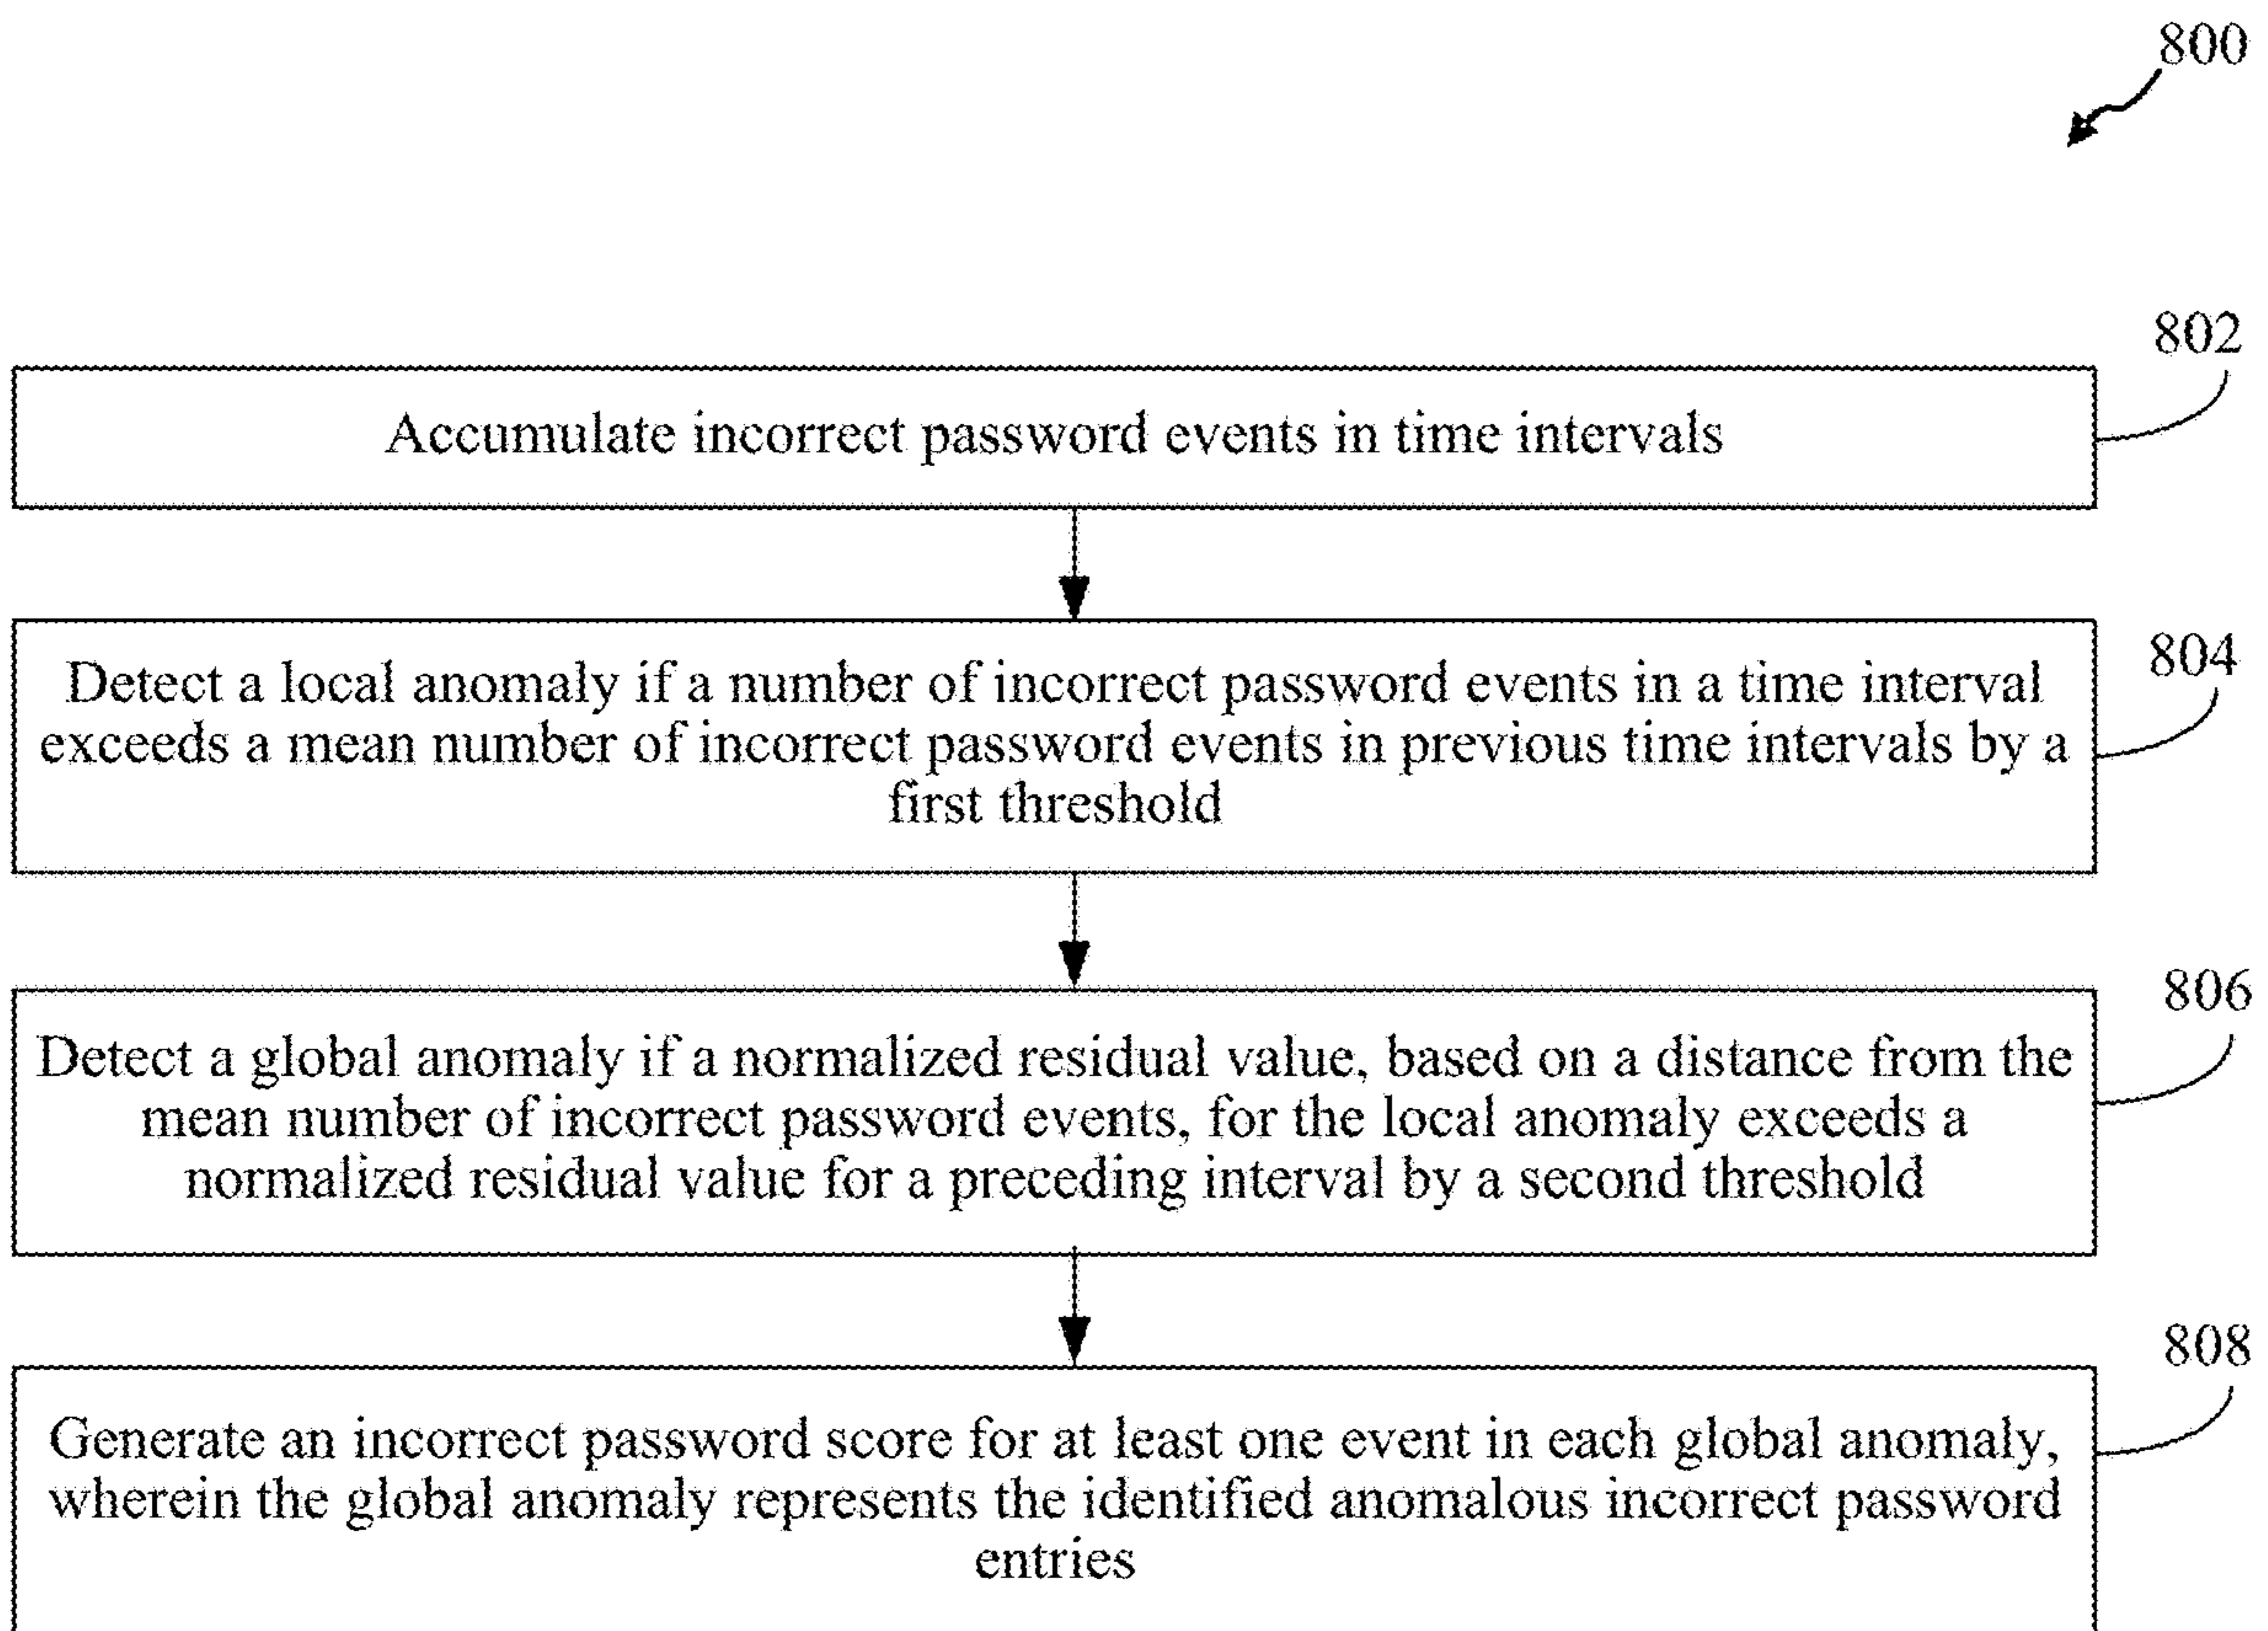 800
802
Accumulate incorrect password events in time intervals
804
Detect a local anomaly if a number of incorrect password events in a time interval
exceeds a mean number of incorrect password events in previous time intervals by a
first threshold
806
Detect a global anomaly if a normalized residual value, based on a distance from the
mean number of incorrect password events, for the local anomaly exceeds a
normalized residual value for a preceding interval by a second threshold
808
Generate an incorrect password score for at least one event in each global anomaly,
wherein the global anomaly represents the identified anomalous incorrect password
entries